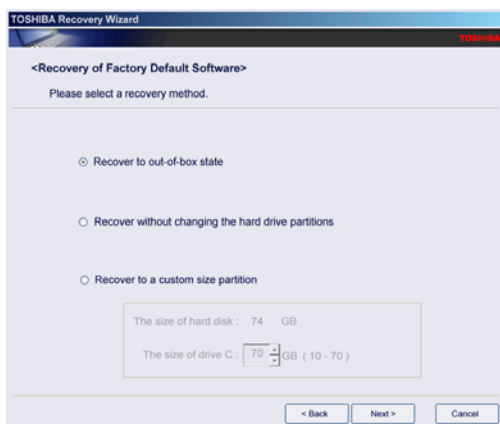 TOSHIBA Recovery Wizard
TOSHIBA
<Recovery of Factory Default Software>
Please select a recovery method.
Recover to out-of-box state
Recover without changing the hard drive partitions
Recover to a custom size partition
The size of hard disk : 74 GB
The size of drive C : 70 GB ( 10 - 70 )
< Back Next > Cancel